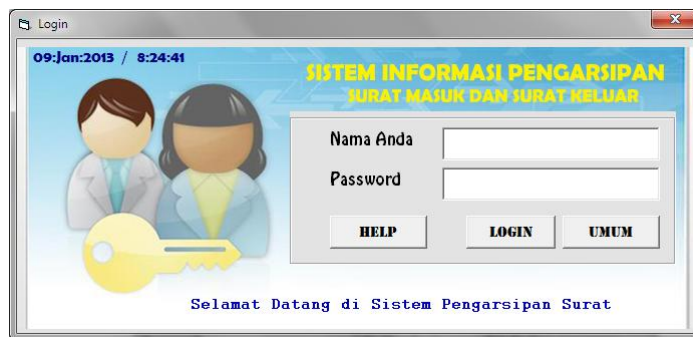 Login
09:Jan:2013 / 8:24:41
SISTEM INFORMASI PENGARSIPAN
SURAT MASUK DAN SURAT KELUAR
Nama Anda
Password
HELP LOGIN UMUM
Selamat Datang di Sistem Pengarsipan Surat